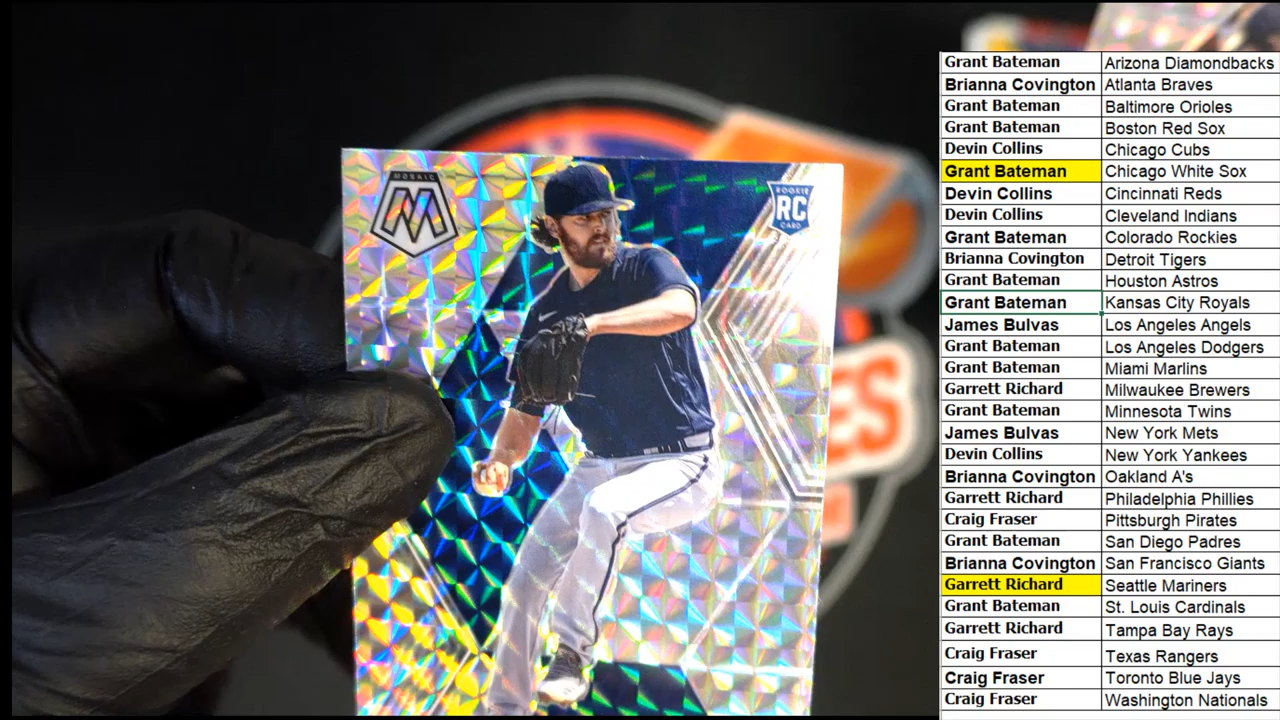 MOSAIC
ROOKIE
RC
CARD
ES
Grant Bateman Arizona Diamondbacks
Brianna Covington Atlanta Braves
Grant Bateman Baltimore Orioles
Grant Bateman Boston Red Sox
Devin Collins Chicago Cubs
Grant Bateman Chicago White Sox
Devin Collins Cincinnati Reds
Devin Collins Cleveland Indians
Grant Bateman Colorado Rockies
Brianna Covington Detroit Tigers
Grant Bateman Houston Astros
Grant Bateman Kansas City Royals
James Bulvas Los Angeles Angels
Grant Bateman Los Angeles Dodgers
Grant Bateman Miami Marlins
Garrett Richard Milwaukee Brewers
Grant Bateman Minnesota Twins
James Bulvas New York Mets
Devin Collins New York Yankees
Brianna Covington Oakland A's
Garrett Richard Philadelphia Phillies
Craig Fraser Pittsburgh Pirates
Grant Bateman San Diego Padres
Brianna Covington San Francisco Giants
Garrett Richard Seattle Mariners
Grant Bateman St. Louis Cardinals
Garrett Richard Tampa Bay Rays
Craig Fraser Texas Rangers
Craig Fraser Toronto Blue Jays
Craig Fraser Washington Nationals